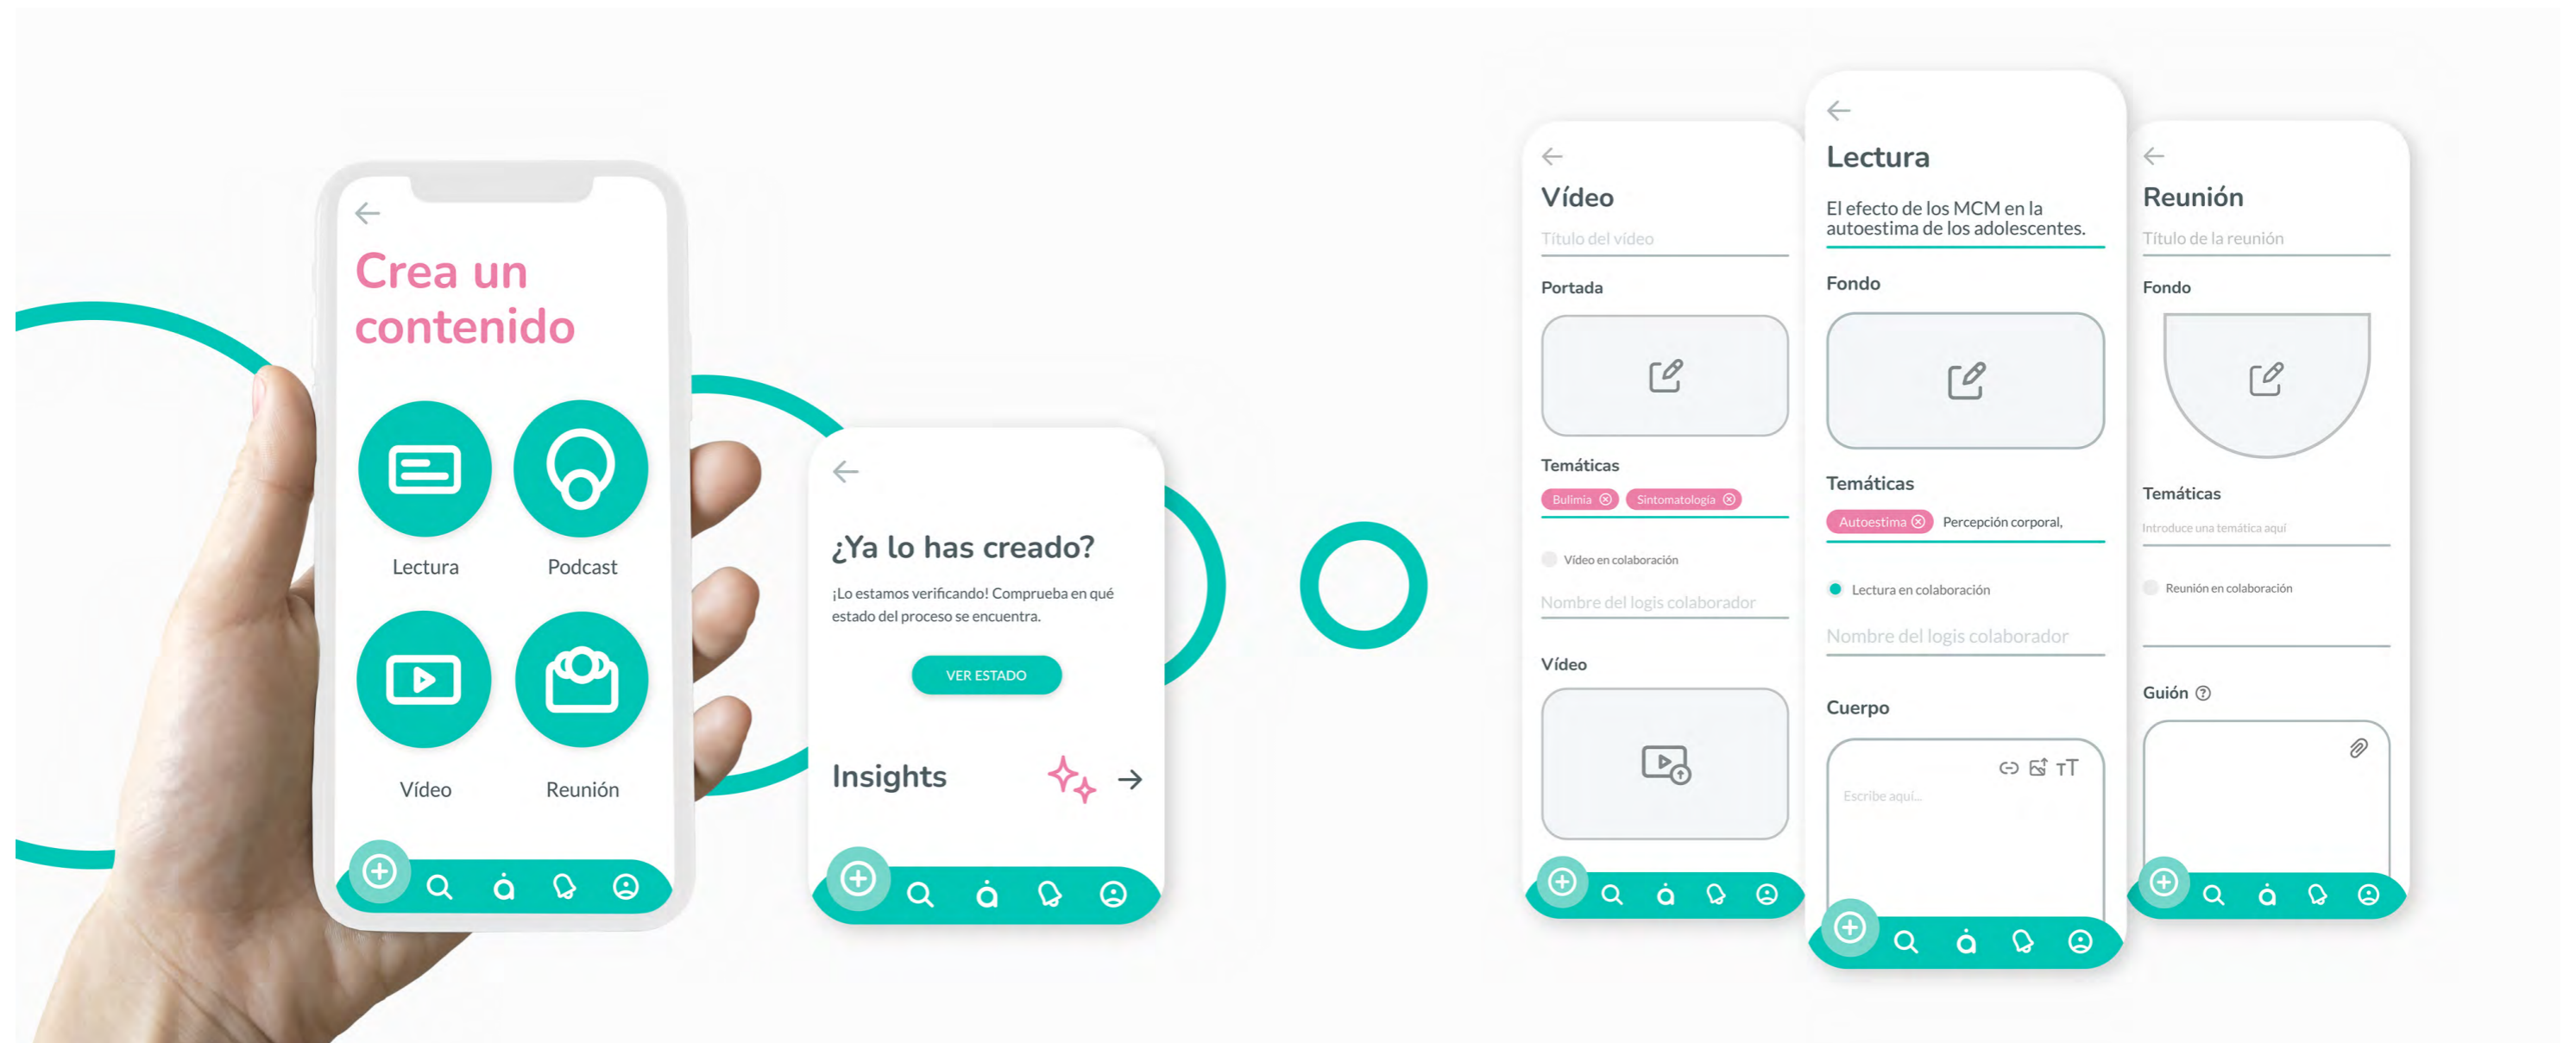 Crea un
contenido
Lectura
Podcast
Vídeo
Reunión
¿Ya lo has creado?
¡Lo estamos verificando! Comprueba en qué
estado del proceso se encuentra.
VER ESTADO
Insights
Vídeo
Título del vídeo
Portada
Temáticas
Bulimia
Sintomatología
Vídeo en colaboración
Nombre del logis colaborador
Vídeo
Lectura
El efecto de los MCM en la
autoestima de los adolescentes.
Fondo
Temáticas
Autoestima
Percepción corporal,
Lectura en colaboración
Nombre del logis colaborador
Cuerpo
TT
Escribe aquí...
Reunión
Título de la reunión
Fondo
Temáticas
Introduce una temática aquí
Reunión en colaboración
Guión ?